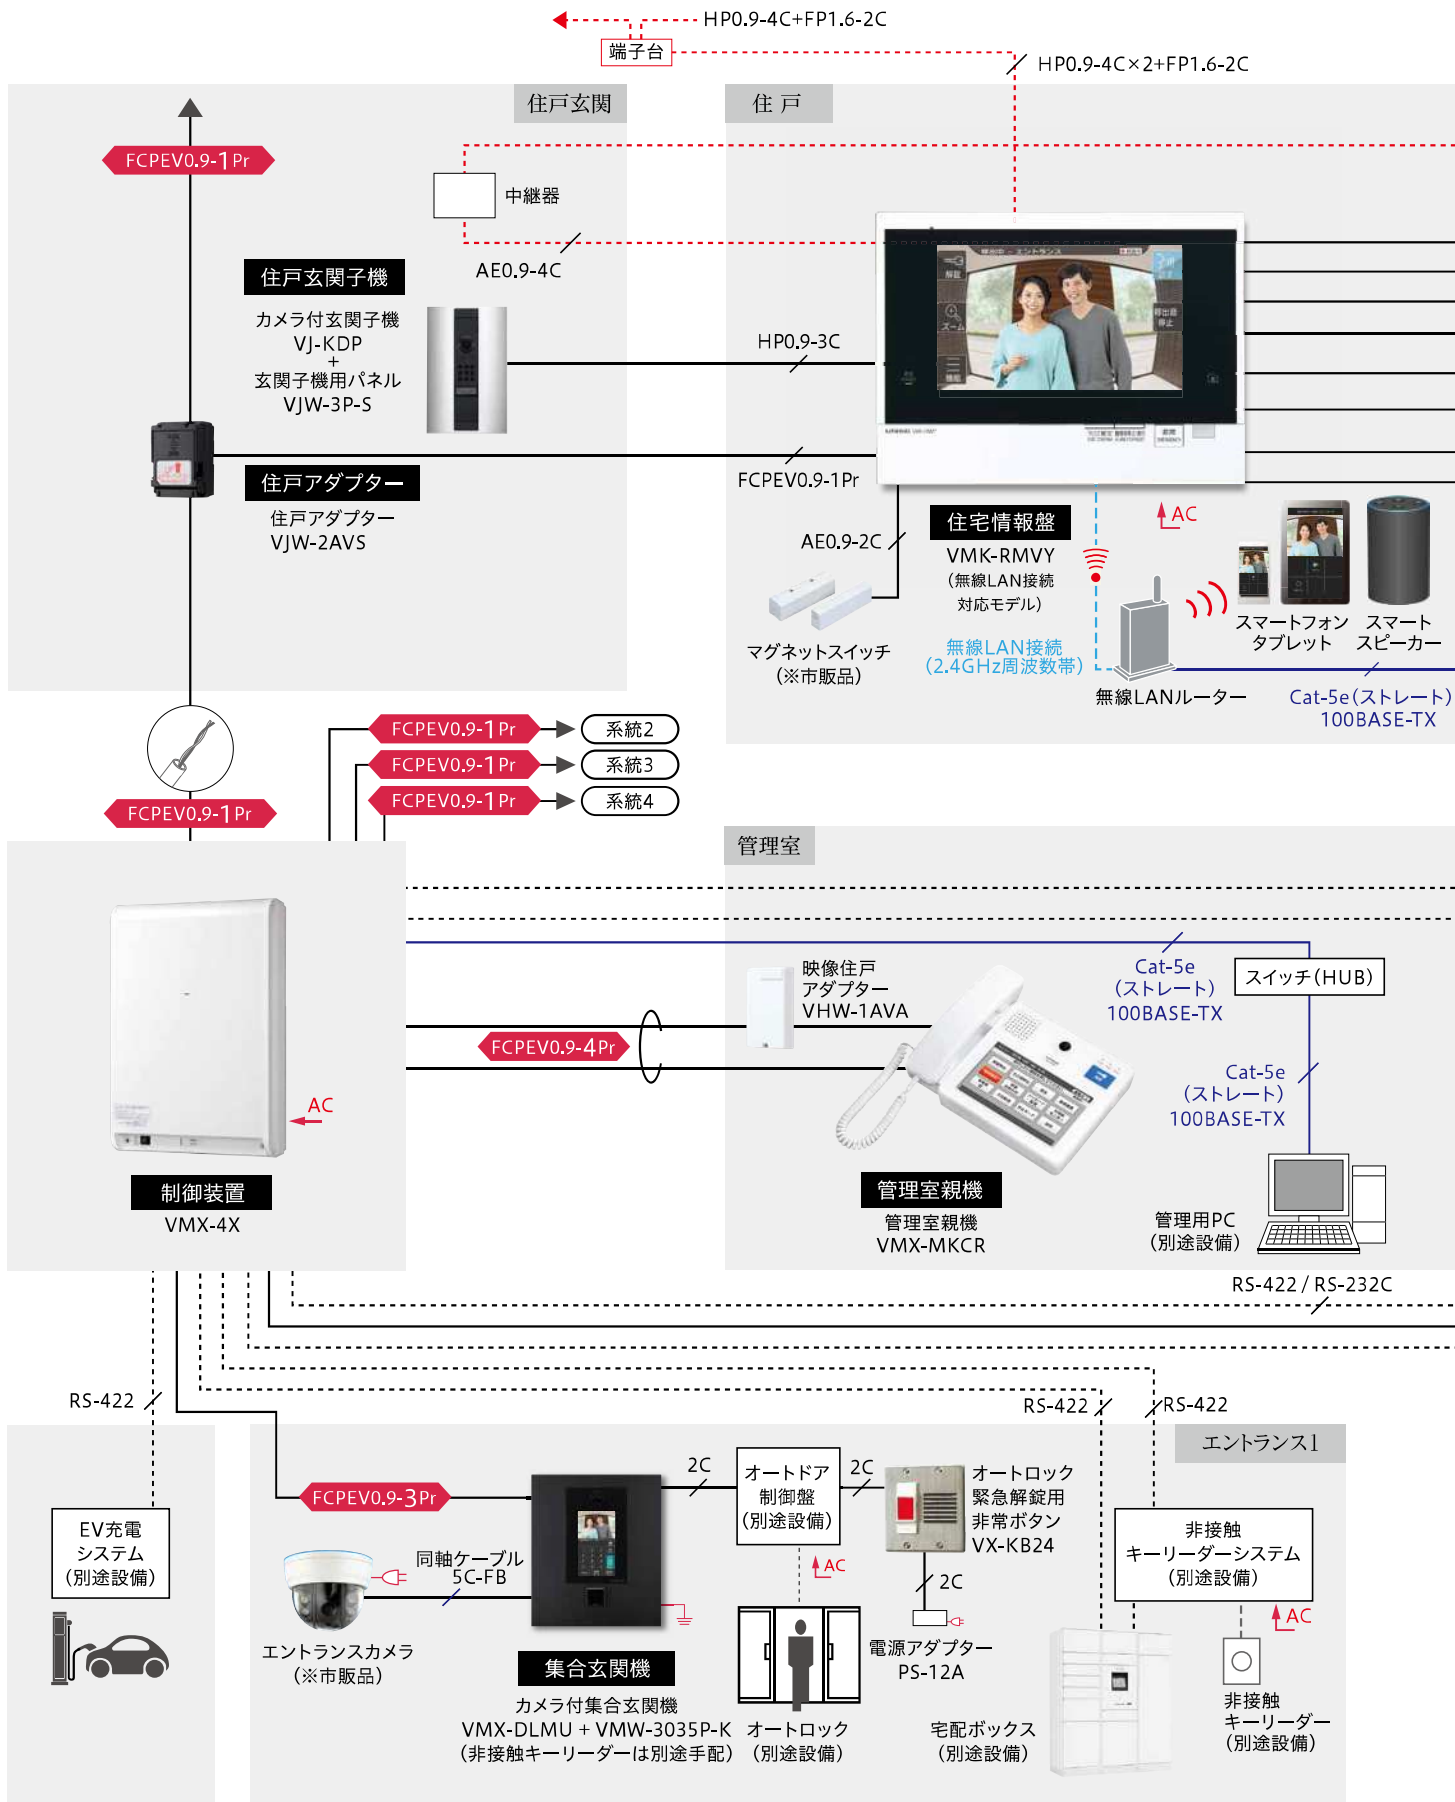 HP0.9-4C+FP1.6-2C
端子台
HP0.9-4C×2+FP1.6-2C
住戸玄関
住 戸
FCPEV0.9-1Pr
中継器
AE0.9-4C
住戸玄関子機
カメラ付玄関子機
VJ-KDP
+
玄関子機用パネル
VJW-3P-S
HP0.9-3C
呼出中 - エントランス
解錠
ズーム
機能
呼出音
停止
住戸アダプター
住戸アダプター
VJW-2AVS
FCPEV0.9-1Pr
AE0.9-2C
マグネットスイッチ
(※市販品)
住宅情報盤
VMK-RMVY
(無線LAN接続
対応モデル)
AC
無線LAN接続
(2.4GHz周波数帯)
無線LANルーター
スマートフォン
タブレット
スマート
スピーカー
Cat-5e(ストレート)
100BASE-TX
FCPEV0.9-1Pr
系統2
FCPEV0.9-1Pr
系統3
FCPEV0.9-1Pr
系統4
FCPEV0.9-1Pr
管理室
AC
制御装置
VMX-4X
FCPEV0.9-4Pr
映像住戸
アダプター
VHW-1AVA
Cat-5e
(ストレート)
100BASE-TX
スイッチ(HUB)
Cat-5e
(ストレート)
100BASE-TX
管理室親機
管理室親機
VMX-MKCR
管理用PC
(別途設備)
RS-422 / RS-232C
RS-422
RS-422
RS-422
エントランス1
EV充電
システム
(別途設備)
FCPEV0.9-3Pr
同軸ケーブル
5C-FB
エントランスカメラ
(※市販品)
集合玄関機
カメラ付集合玄関機
VMX-DLMU + VMW-3035P-K
(非接触キーリーダーは別途手配)
2C
オートドア
制御盤
(別途設備)
AC
2C
オートロック
緊急解錠用
非常ボタン
VX-KB24
2C
電源アダプター
PS-12A
オートロック
(別途設備)
非接触
キーリーダーシステム
(別途設備)
AC
宅配ボックス
(別途設備)
非接触
キーリーダー
(別途設備)